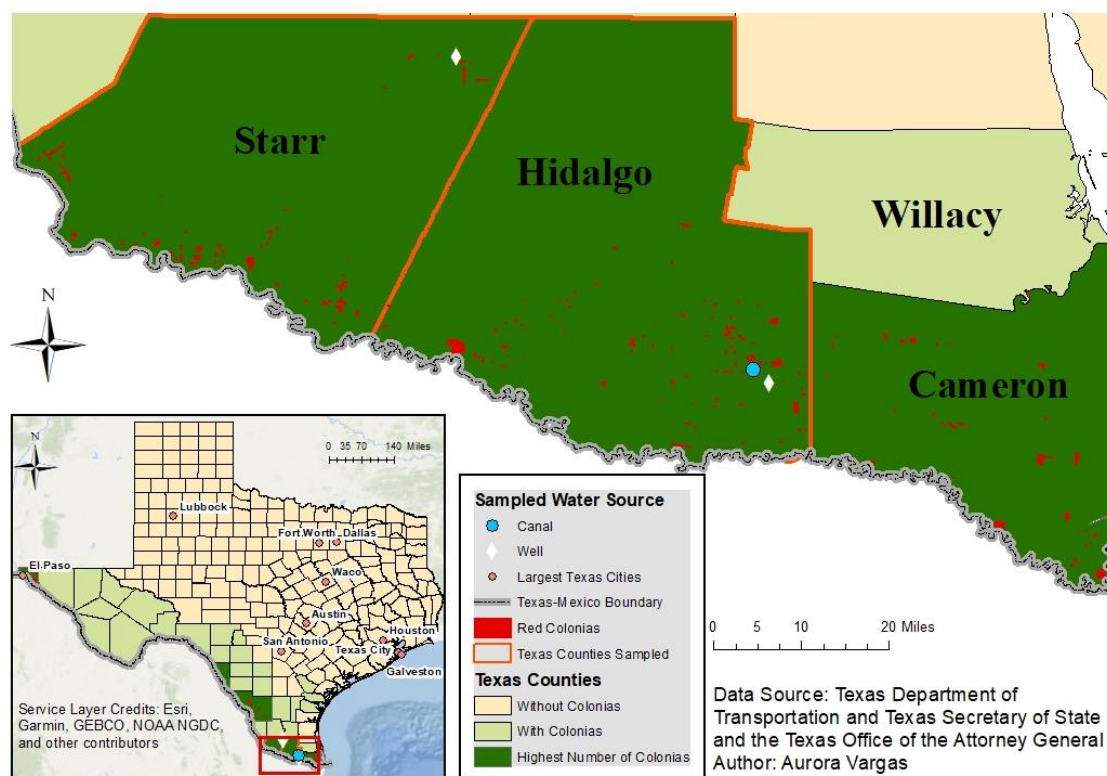 Starr
Hidalgo
Willacy
Cameron
N
N
0 35 70 140 Miles
Lubbock
Fort Worth Dallas
El Paso
Waco
Austin
Houston
San Antonio
Texas City
Galveston
Service Layer Credits: Esri,
Garmin, GEBCO, NOAA NGDC,
and other contributors
Sampled Water Source
Canal
Well
Largest Texas Cities
Texas-Mexico Boundary
Red Colonias
Texas Counties Sampled
Texas Counties
Without Colonias
With Colonias
Highest Number of Colonias
0 5 10 20 Miles
Data Source: Texas Department of
Transportation and Texas Secretary of State
and the Texas Office of the Attorney General
Author: Aurora Vargas